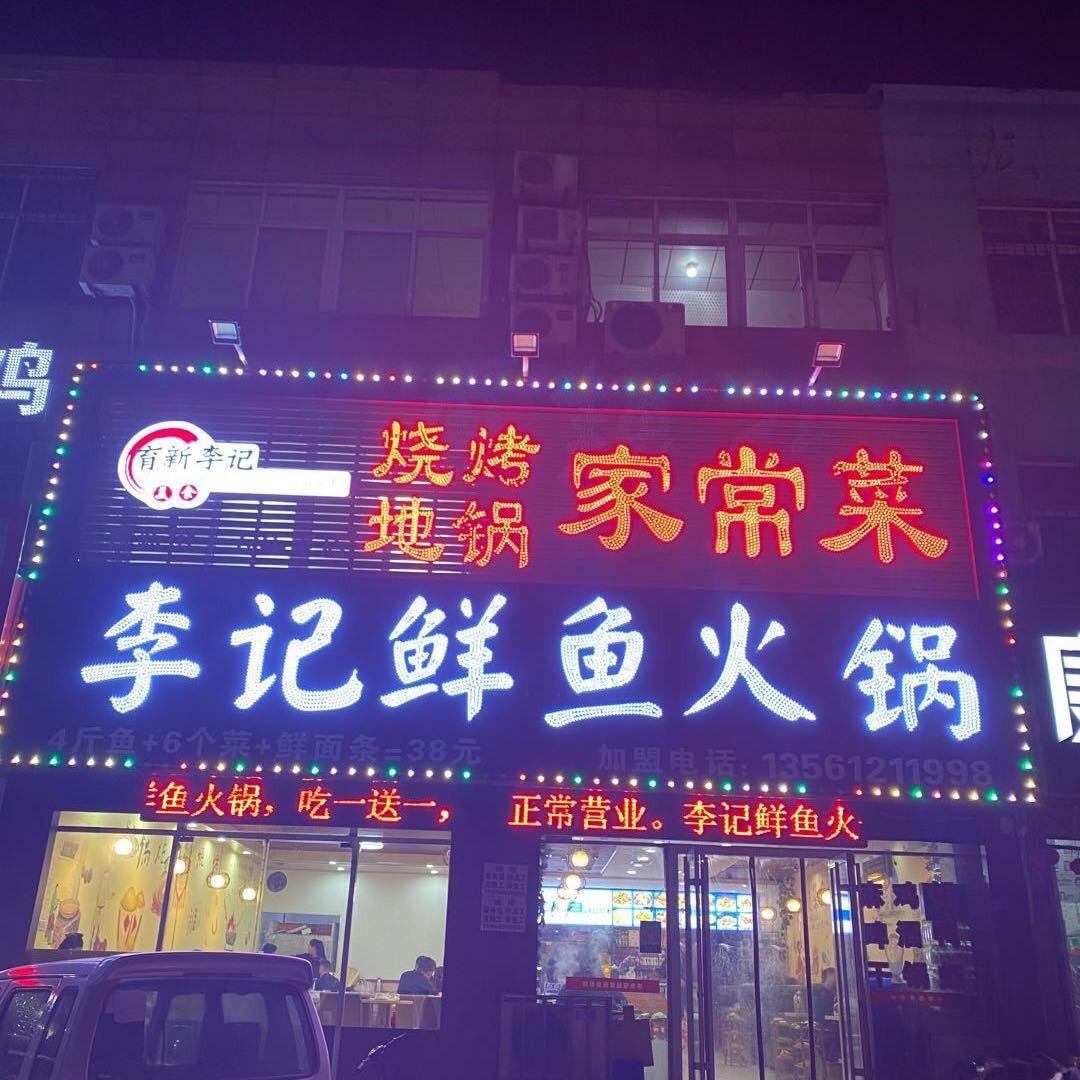 鸡
育新李记
烧烤
地锅
家常菜
李记鲜鱼火锅
4斤鱼+6个菜+鲜面条=38元
加盟电话:13561211998
鱼火锅,吃一送一,
正常营业。李记鲜鱼火